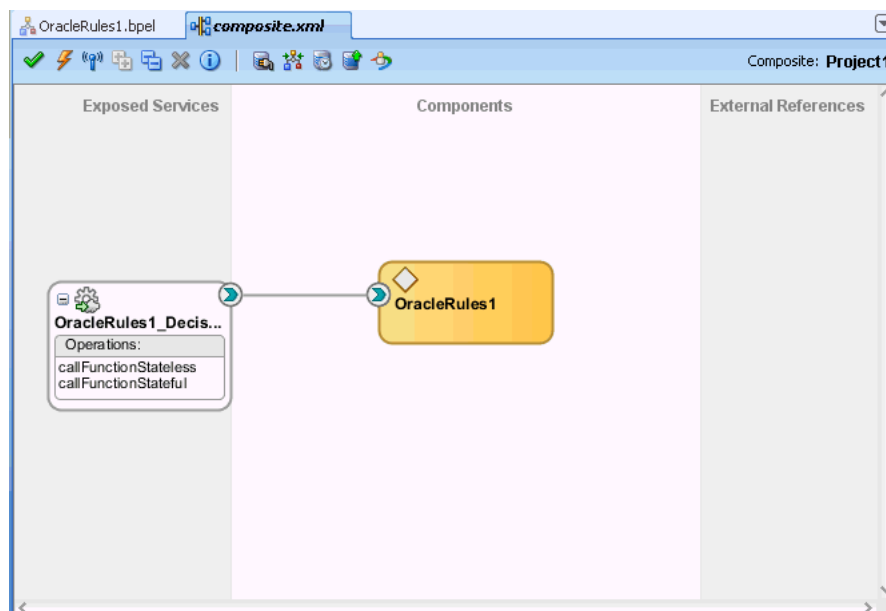 OracleRules1.bpel composite.xml
Composite: Project1
Exposed Services Components External References
OracleRules1_Decis...
Operations:
callFunctionStateless
callFunctionStateful
OracleRules1